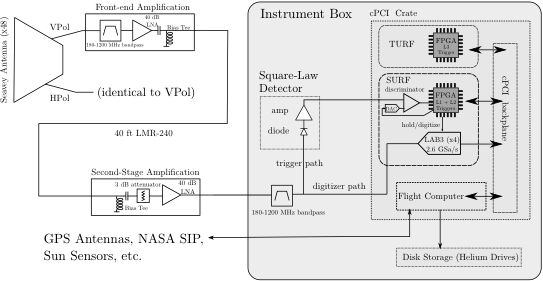 Seavey Antenna (x48)
VPol
HPol
(identical to VPol)
Front-end Amplification
180-1200 MHz bandpass
40 dB
LNA
Bias Tee
40 ft LMR-240
Second-Stage Amplification
3 dB attenuator
40 dB
LNA
Bias Tee
GPS Antennas, NASA SIP,
Sun Sensors, etc.
Instrument Box
Square-Law
Detector
amp
diode
trigger path
digitizer path
180-1200 MHz bandpass
cPCI Crate
TURF
FPGA
L3
Trigger
SURF
discriminator
DAC
FPGA
L1 + L2
Triggers
hold/digitize
LAB3 (x4)
2.6 GSa/s
cPCI backplane
Flight Computer
Disk Storage (Helium Drives)